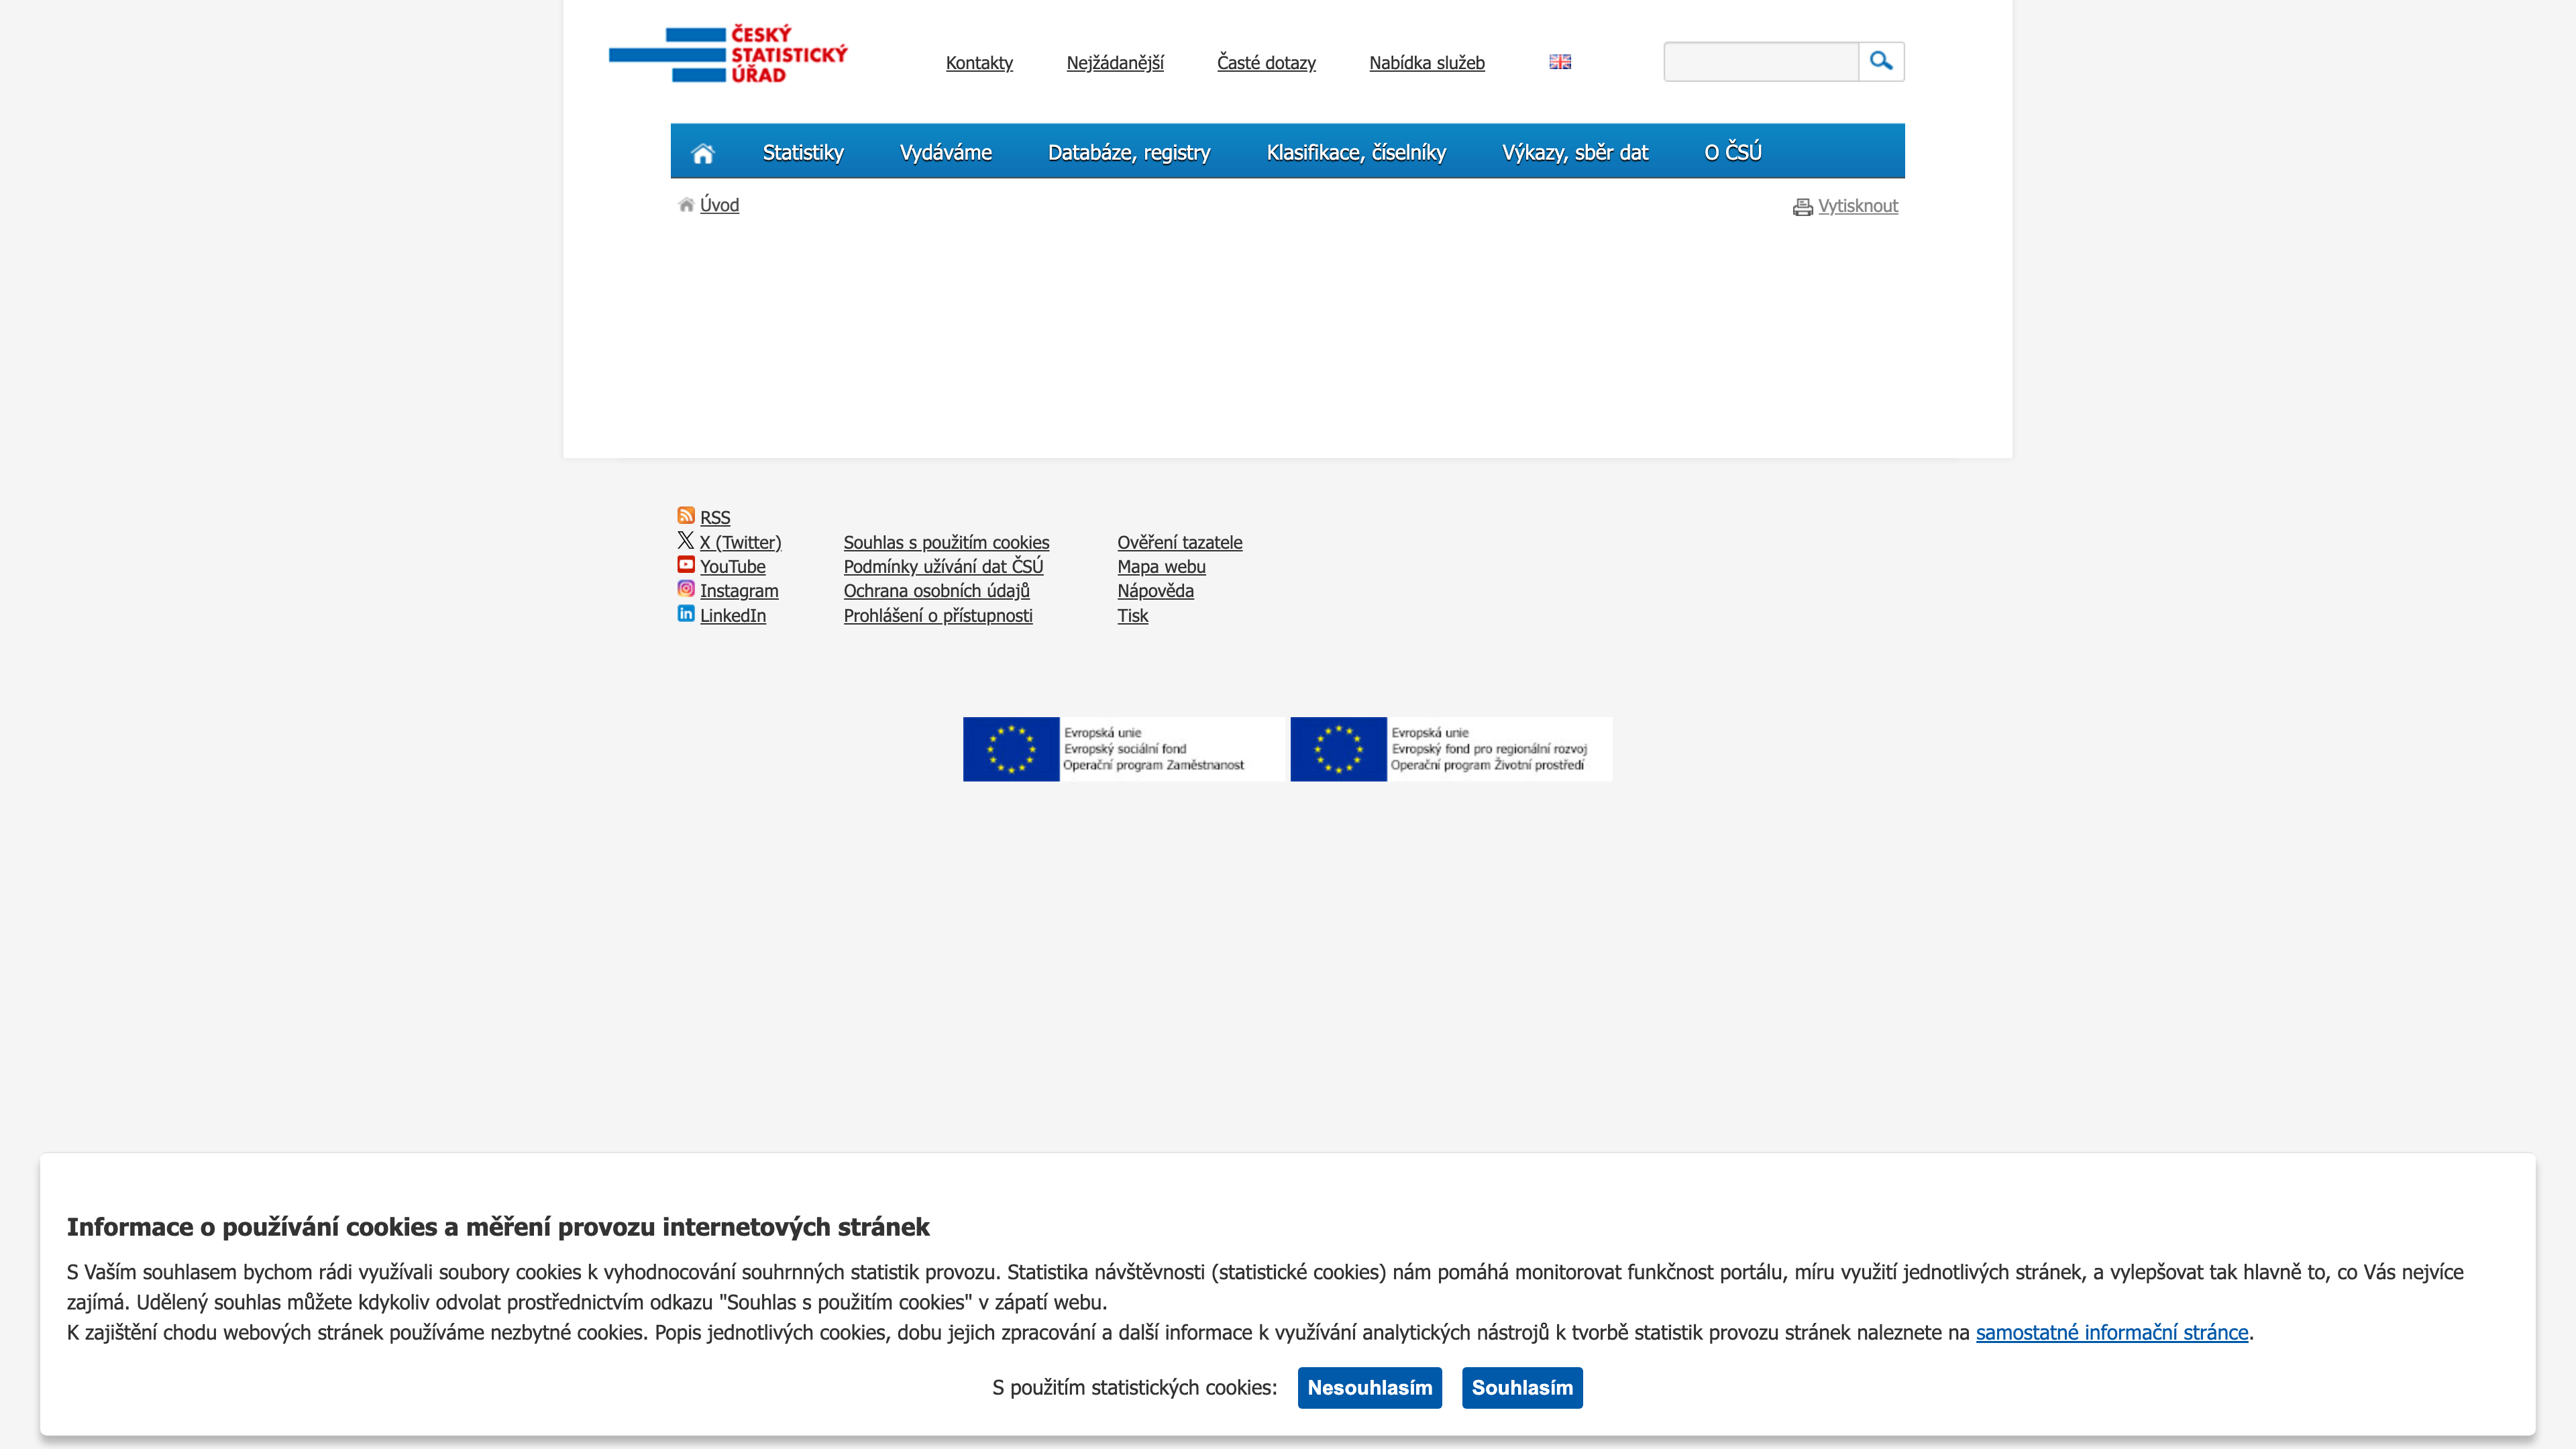 ČESKÝ
STATISTICKÝ
ÚŘAD
Kontakty Nejžádanější Časté dotazy Nabídka služeb
Statistiky Vydáváme Databáze, registry Klasifikace, číselníky Výkazy, sběr dat O ČSÚ
Úvod Vytisknout
RSS
X (Twitter) Souhlas s použitím cookies Ověření tazatele
YouTube Podmínky užívání dat ČSÚ Mapa webu
Instagram Ochrana osobních údajů Nápověda
LinkedIn Prohlášení o přístupnosti Tisk
Evropská unie
Evropský sociální fond
Operační program Zaměstnanost
Evropská unie
Evropský fond pro regionální rozvoj
Operační program Životní prostředí
Informace o používání cookies a měření provozu internetových stránek
S Vaším souhlasem bychom rádi využívali soubory cookies k vyhodnocování souhrnných statistik provozu. Statistika návštěvnosti (statistické cookies) nám pomáhá monitorovat funkčnost portálu, míru využití jednotlivých stránek, a vylepšovat tak hlavně to, co Vás nejvíce
zajímá. Udělený souhlas můžete kdykoliv odvolat prostřednictvím odkazu "Souhlas s použitím cookies" v zápatí webu.
K zajištění chodu webových stránek používáme nezbytné cookies. Popis jednotlivých cookies, dobu jejich zpracování a další informace k využívání analytických nástrojů k tvorbě statistik provozu stránek naleznete na samostatné informační stránce.
S použitím statistických cookies: Nesouhlasím Souhlasím